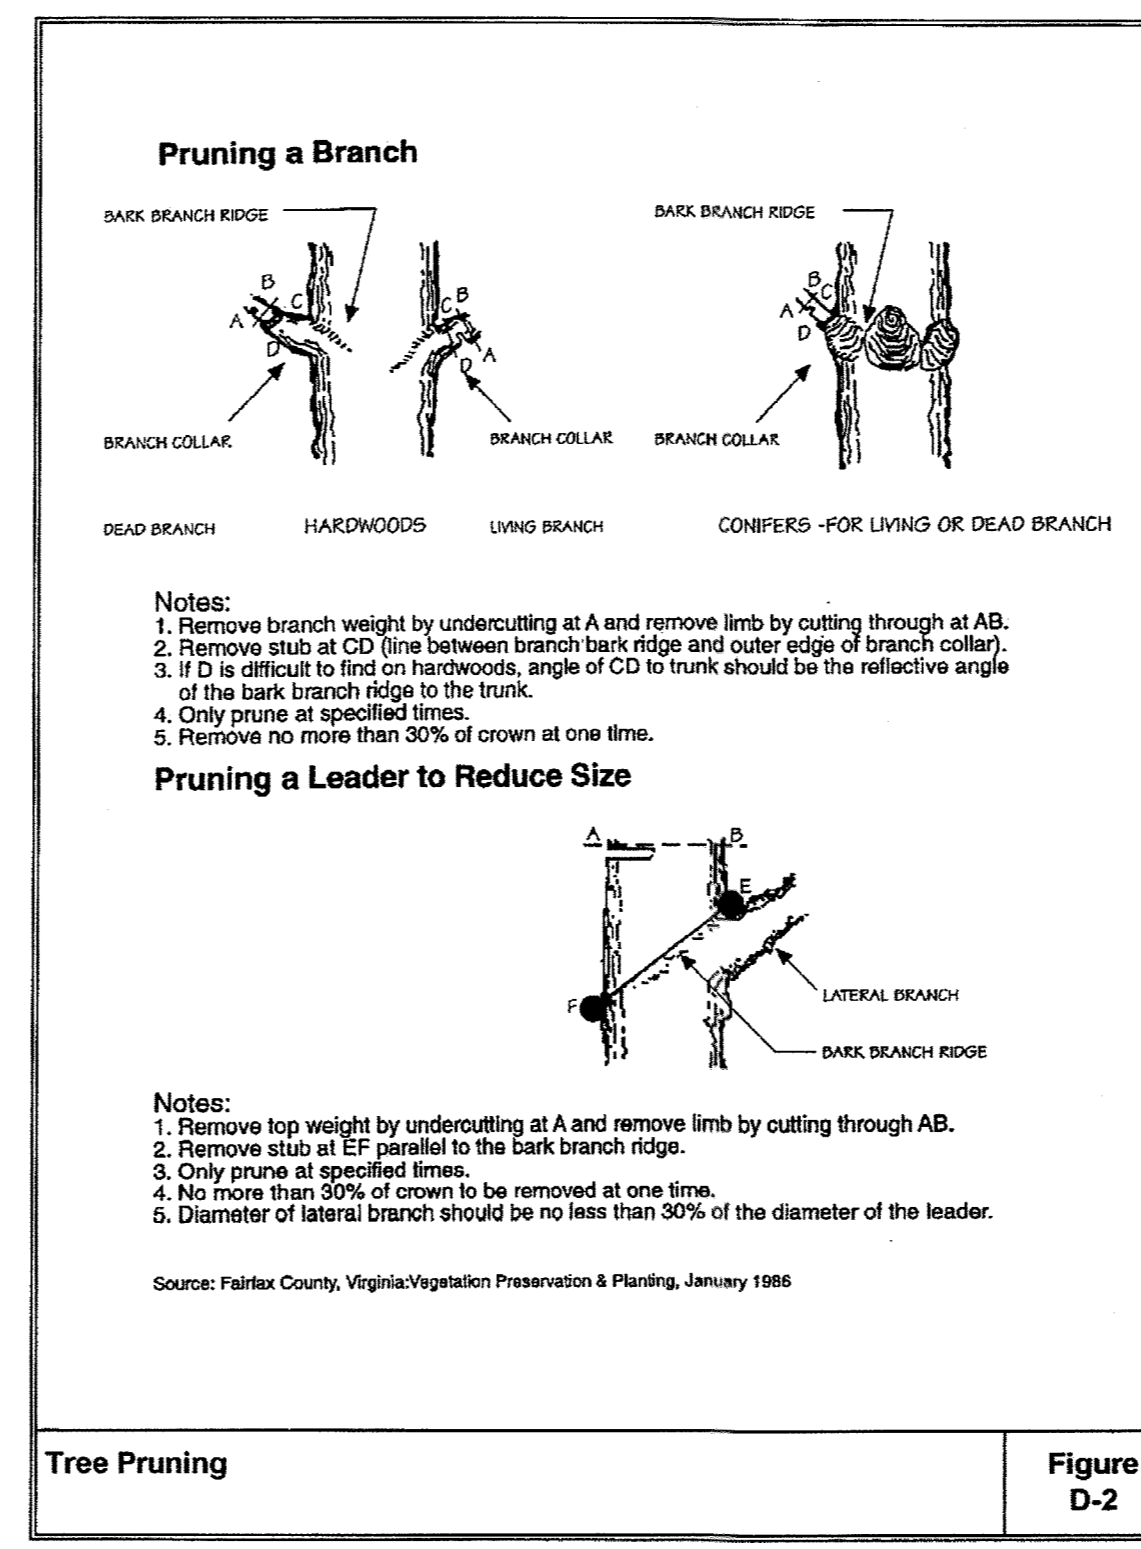 Pruning a Branch
BARK BRANCH RIDGE
BARK BRANCH RIDGE
B
C
A
D
C
B
A
D
B
C
A
D
BRANCH COLLAR
BRANCH COLLAR
BRANCH COLLAR
DEAD BRANCH
HARDWOODS
LIVING BRANCH
CONIFERS -FOR LIVING OR DEAD BRANCH
Notes:
1. Remove branch weight by undercutting at A and remove limb by cutting through at AB.
2. Remove stub at CD (line between branch bark ridge and outer edge of branch collar).
3. If D is difficult to find on hardwoods, angle of CD to trunk should be the reflective angle
of the bark branch ridge to the trunk.
4. Only prune at specified times.
5. Remove no more than 30% of crown at one time.
Pruning a Leader to Reduce Size
A
B
E
F
LATERAL BRANCH
BARK BRANCH RIDGE
Notes:
1. Remove top weight by undercutting at A and remove limb by cutting through AB.
2. Remove stub at EF parallel to the bark branch ridge.
3. Only prune at specified times.
4. No more than 30% of crown to be removed at one time.
5. Diameter of lateral branch should be no less than 30% of the diameter of the leader.
Source: Fairfax County, Virginia:Vegetation Preservation & Planting, January 1986
Tree Pruning
Figure
D-2